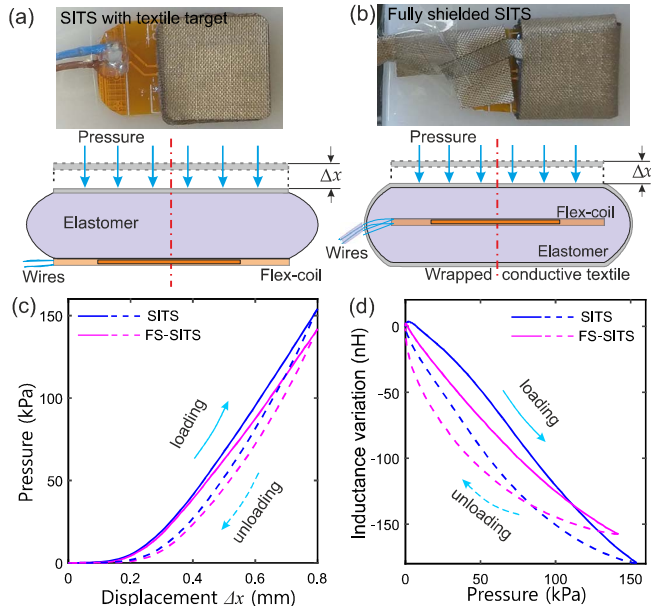 (a)
SITS with textile target
Pressure
Δx
Elastomer
Wires
Flex-coil
(b)
Fully shielded SITS
Pressure
Δx
Flex-coil
Elastomer
Wires
Wrapped conductive textile
(c)
SITS
FS-SITS
loading
unloading
Pressure (kPa)
150
100
50
0
0 0.2 0.4 0.6 0.8
Displacement Δx (mm)
(d)
SITS
FS-SITS
loading
unloading
Inductance variation (nH)
0
-50
-100
-150
0 50 100 150
Pressure (kPa)